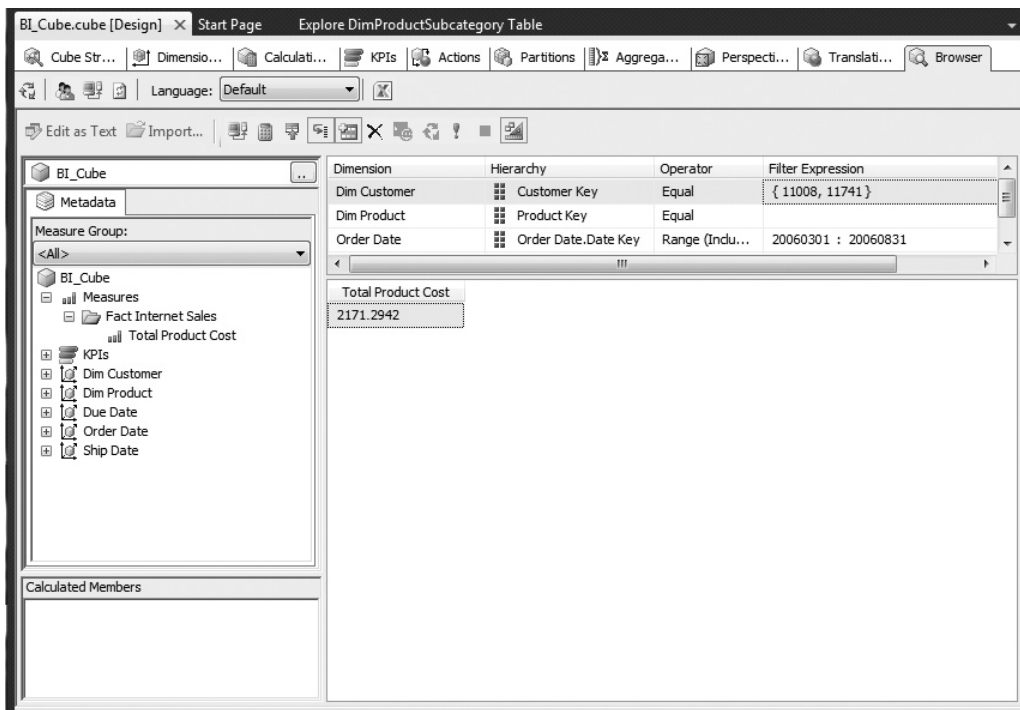 BI_Cube.cube [Design] × Start Page Explore DimProductSubcategory Table
Cube Str... Dimensio... Calculati... KPIs Actions Partitions Aggrega... Perspecti... Translati... Browser
Language: Default
Edit as Text Import...
BI_Cube ..
Metadata
Measure Group:
<All>
BI_Cube
Measures
Fact Internet Sales
Total Product Cost
KPIs
Dim Customer
Dim Product
Due Date
Order Date
Ship Date
Calculated Members
Dimension Hierarchy Operator Filter Expression
Dim Customer Customer Key Equal { 11008, 11741 }
Dim Product Product Key Equal
Order Date Order Date.Date Key Range (Inclu... 20060301 : 20060831
Total Product Cost
2171.2942